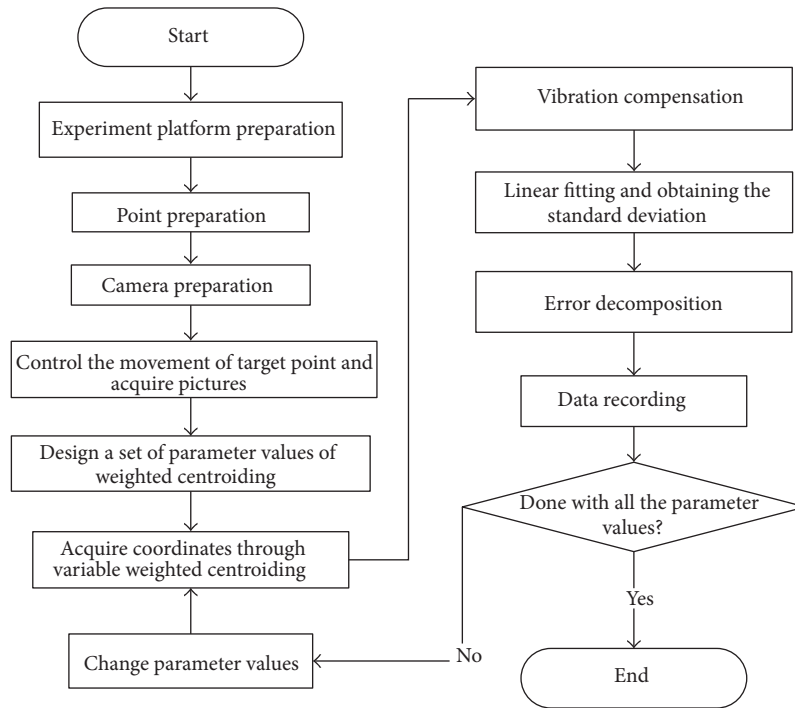 Start
Experiment platform preparation
Point preparation
Camera preparation
Control the movement of target point and
acquire pictures
Design a set of parameter values of
weighted centroiding
Acquire coordinates through
variable weighted centroiding
Change parameter values
Vibration compensation
Linear fitting and obtaining the
standard deviation
Error decomposition
Data recording
Done with all the parameter
values?
No
Yes
End